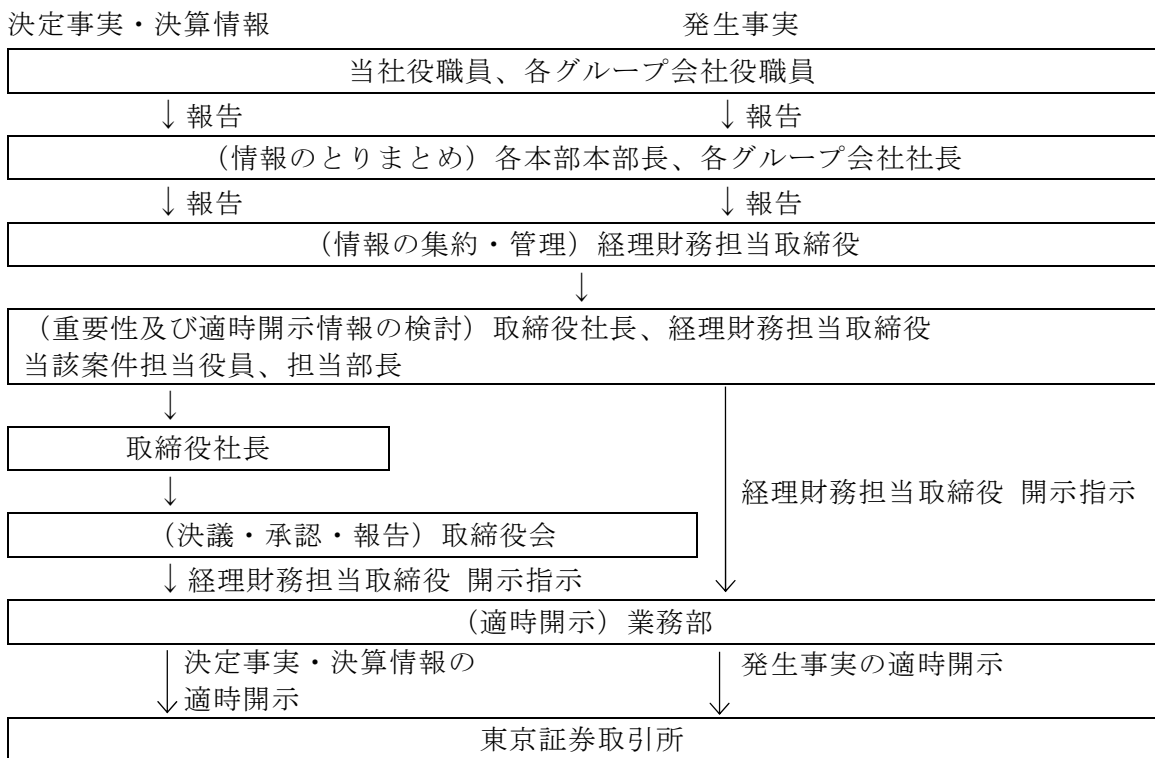 決定事実・決算情報 発生事実
当社役職員、各グループ会社役職員
↓報告 ↓報告
（情報のとりまとめ）各本部本部長、各グループ会社社長
↓報告 ↓報告
（情報の集約・管理）経理財務担当取締役
↓
（重要性及び適時開示情報の検討）取締役社長、経理財務担当取締役
当該案件担当役員、担当部長
↓
取締役社長
↓
経理財務担当取締役 開示指示
（決議・承認・報告）取締役会
↓経理財務担当取締役 開示指示
（適時開示）業務部
決定事実・決算情報の 発生事実の適時開示
適時開示
東京証券取引所